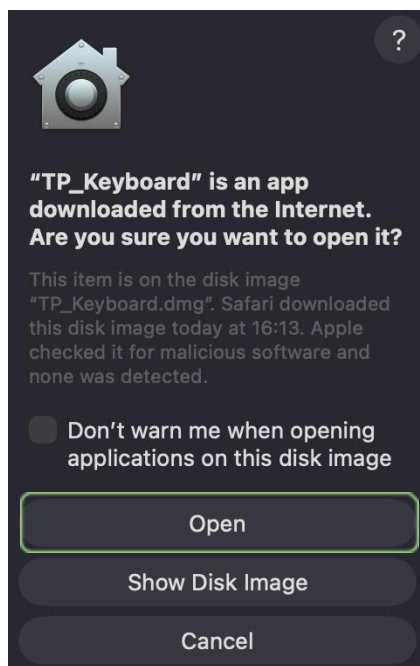 ?
“TP_Keyboard” is an app
downloaded from the Internet.
Are you sure you want to open it?
This item is on the disk image
“TP_Keyboard.dmg”. Safari downloaded
this disk image today at 16:13. Apple
checked it for malicious software and
none was detected.
Don’t warn me when opening
applications on this disk image
Open
Show Disk Image
Cancel